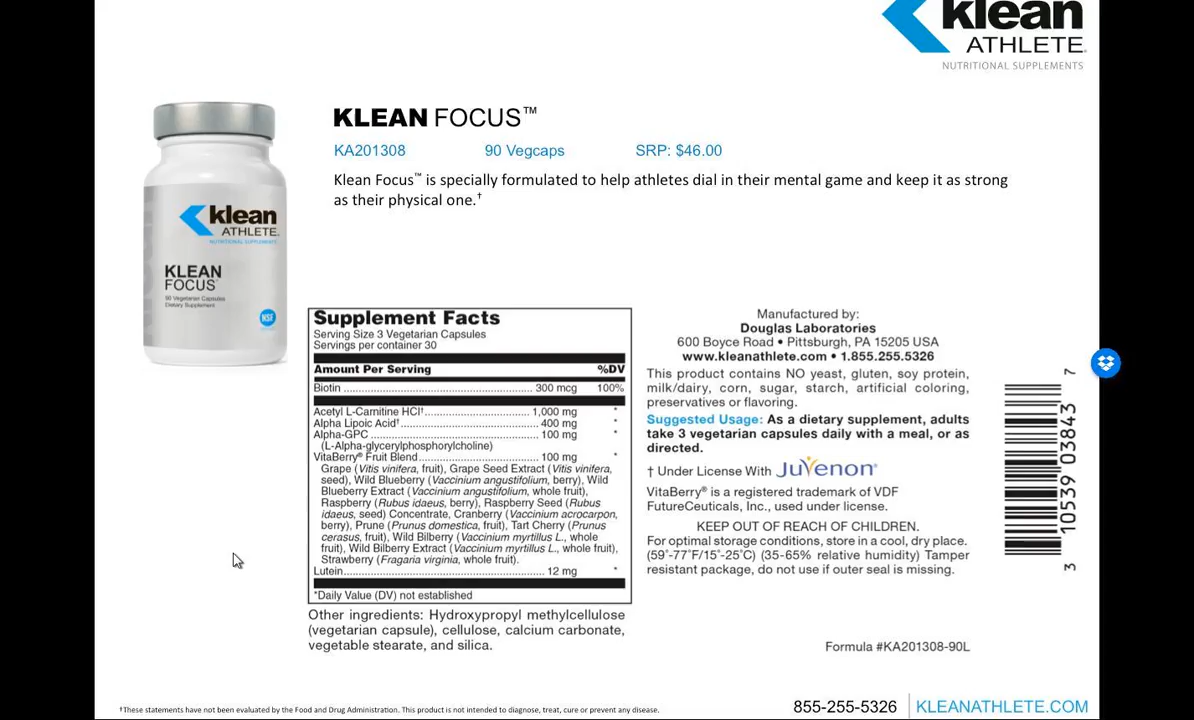 klean
ATHLETE.
NUTRITIONAL SUPPLEMENTS
KLEAN FOCUS™
KA201308 90 Vegcaps SRP: $46.00
Klean Focus™ is specially formulated to help athletes dial in their mental game and keep it as strong
as their physical one.†
klean
ATHLETE.
NUTRITIONAL SUPPLEMENTS
KLEAN
FOCUS
90 Vegetarian Capsules
Dietary Supplement
NSF
Supplement Facts
Serving Size 3 Vegetarian Capsules
Servings per container 30
Amount Per Serving %DV
Biotin 300 mcg 100%
Acetyl L-Carnitine HCl† 1,000 mg *
Alpha Lipoic Acid† 400 mg *
Alpha-GPC 100 mg *
(L-Alpha-glycerylphosphorylcholine)
VitaBerry® Fruit Blend 100 mg *
Grape (Vitis vinifera, fruit), Grape Seed Extract (Vitis vinifera,
seed), Wild Blueberry (Vaccinium angustifolium, berry), Wild
Blueberry Extract (Vaccinium angustifolium, whole fruit),
Raspberry (Rubus idaeus, berry), Raspberry Seed (Rubus
idaeus, seed) Concentrate, Cranberry (Vaccinium acrocarpon,
berry), Prune (Prunus domestica, fruit), Tart Cherry (Prunus
cerasus, fruit), Wild Bilberry (Vaccinium myrtillus L., whole
fruit), Wild Bilberry Extract (Vaccinium myrtillus L., whole fruit),
Strawberry (Fragaria virginia, whole fruit).
Lutein 12 mg *
*Daily Value (DV) not established
Other ingredients: Hydroxypropyl methylcellulose
(vegetarian capsule), cellulose, calcium carbonate,
vegetable stearate, and silica.
Manufactured by:
Douglas Laboratories
600 Boyce Road • Pittsburgh, PA 15205 USA
www.kleanathlete.com • 1.855.255.5326
This product contains NO yeast, gluten, soy protein,
milk/dairy, corn, sugar, starch, artificial coloring,
preservatives or flavoring.
Suggested Usage: As a dietary supplement, adults
take 3 vegetarian capsules daily with a meal, or as
directed.
† Under License With Juvenon®
VitaBerry® is a registered trademark of VDF
FutureCeuticals, Inc., used under license.
KEEP OUT OF REACH OF CHILDREN.
For optimal storage conditions, store in a cool, dry place.
(59°-77°F/15°-25°C) (35-65% relative humidity) Tamper
resistant package, do not use if outer seal is missing.
Formula #KA201308-90L
3 10539 03843 7
†These statements have not been evaluated by the Food and Drug Administration. This product is not intended to diagnose, treat, cure or prevent any disease.
855-255-5326 KLEANATHLETE.COM